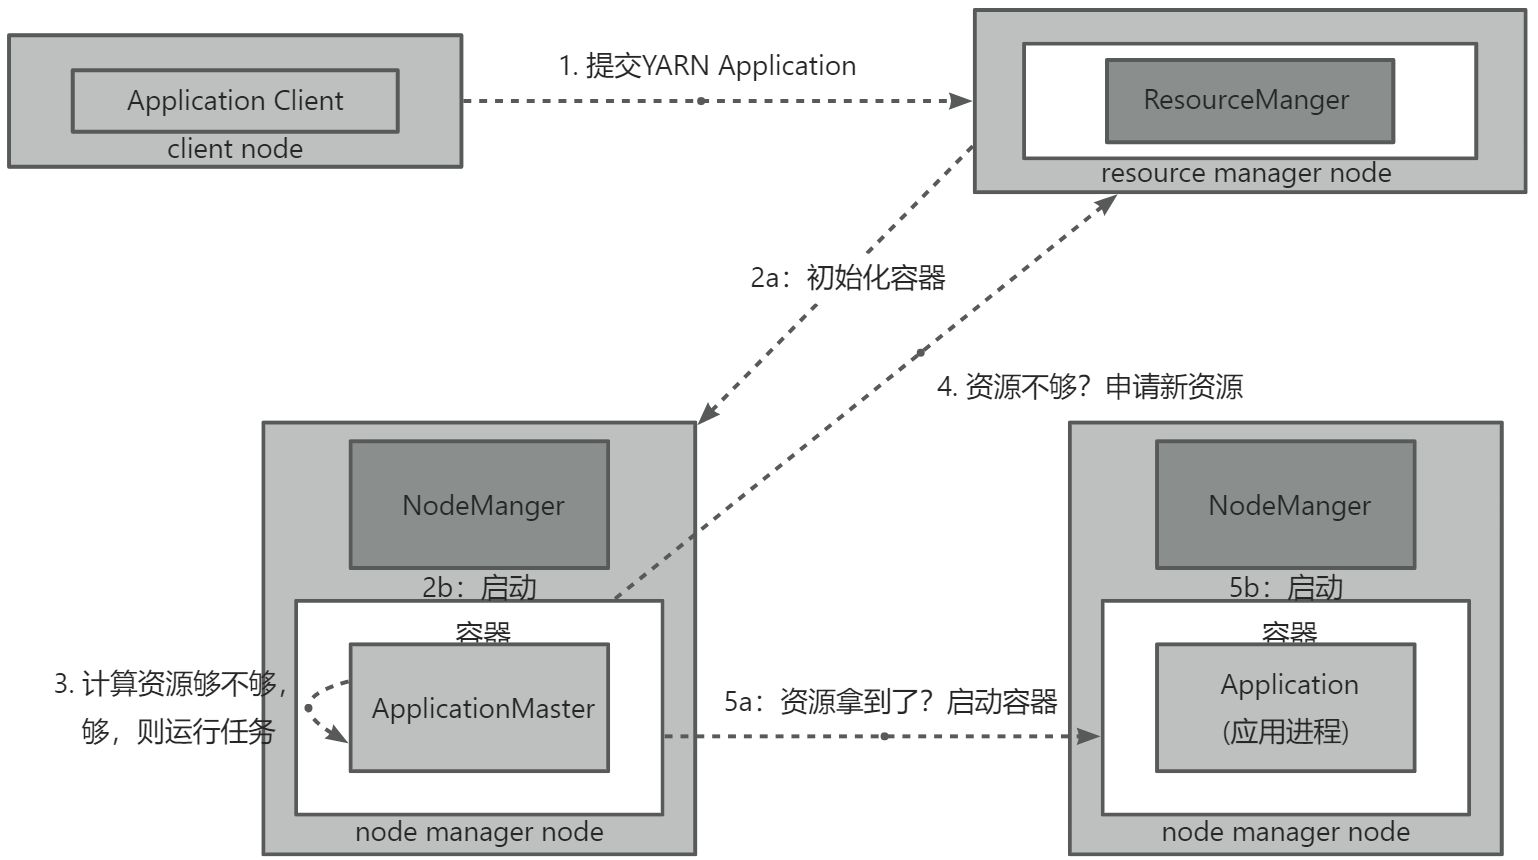 1. 提交YARN Application
Application Client
client node
ResourceManger
resource manager node
2a：初始化容器
4. 资源不够？申请新资源
NodeManger
2b：启动
容器
3. 计算资源够不够，
够，则运行任务
ApplicationMaster
node manager node
5a：资源拿到了？启动容器
NodeManger
5b：启动
容器
Application
(应用进程)
node manager node